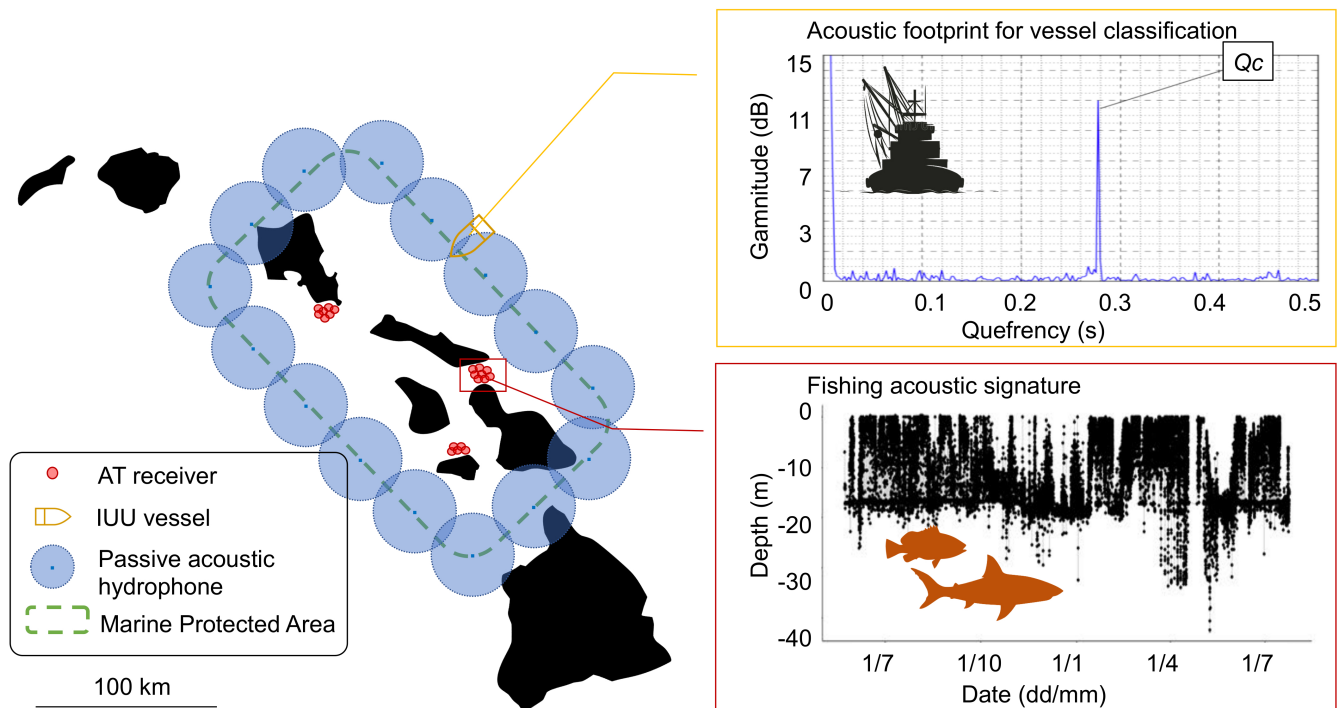 AT receiver
IUU vessel
Passive acoustic
hydrophone
Marine Protected Area
100 km
Acoustic footprint for vessel classification
Qc
Gamnitude (dB)
15
11
7
3
0
0
0.1
0.2
0.3
0.4
0.5
Quefrency (s)
Fishing acoustic signature
Depth (m)
0
-10
-20
-30
-40
1/7
1/10
1/1
1/4
1/7
Date (dd/mm)